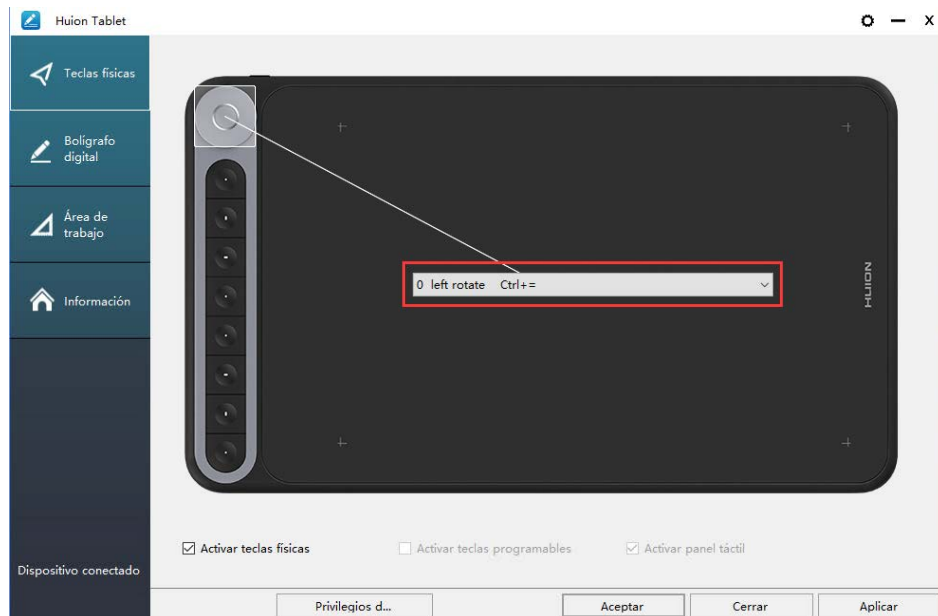 Huion Tablet
X
Teclas físicas
Bolígrafo
digital
Área de
trabajo
Información
0 left rotate Ctrl+=
HUION
Activar teclas físicas
Activar teclas programables
Activar panel táctil
Dispositivo conectado
Privilegios d...
Aceptar
Cerrar
Aplicar